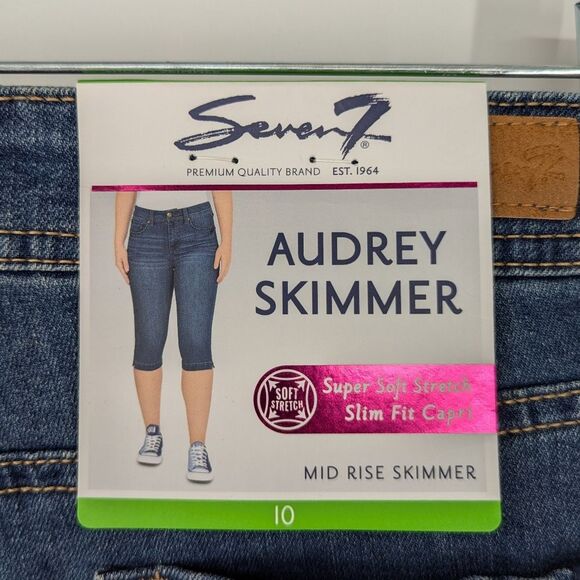 Seven7
®
PREMIUM QUALITY BRAND EST. 1964
AUDREY
SKIMMER
SOFT
STRETCH
Super Soft Stretch
Slim Fit Capri
MID RISE SKIMMER
10